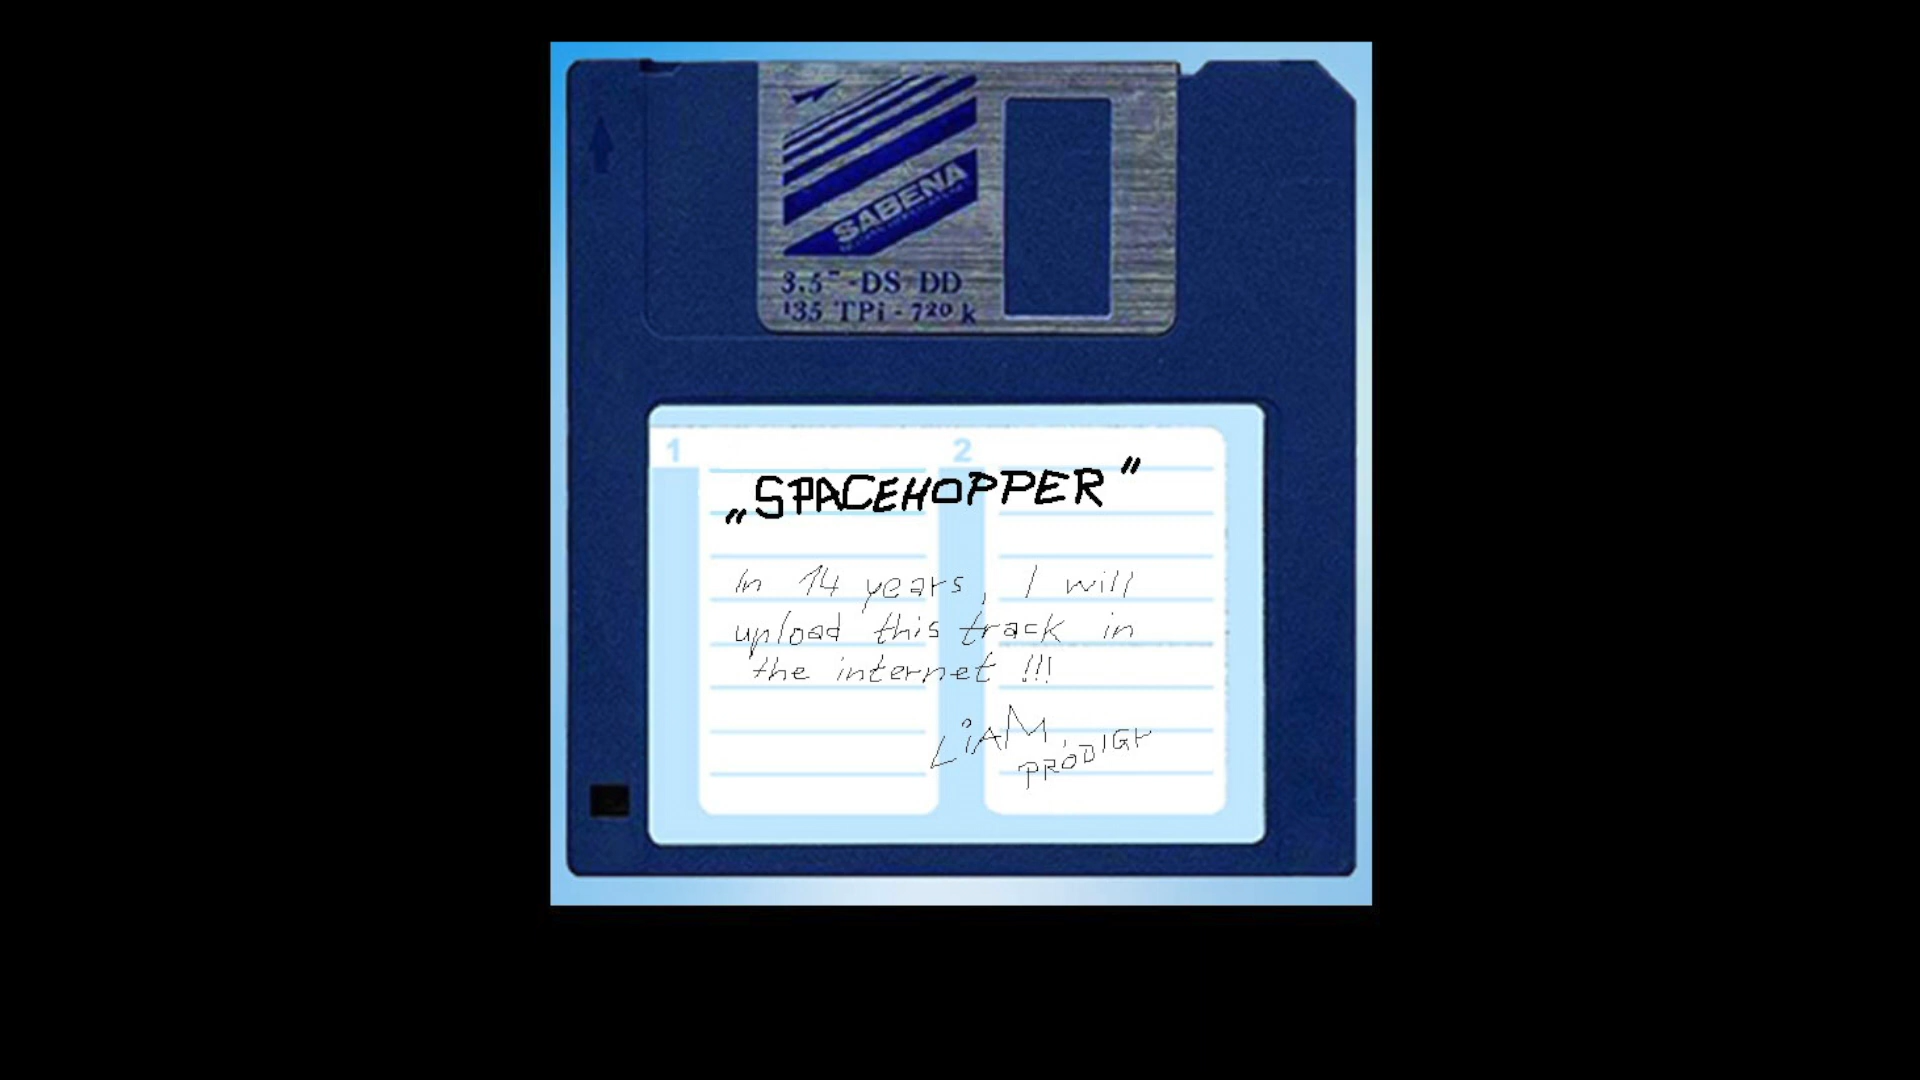 SABENA
3.5" -DS DD
135 TPi - 720 k
1 2
„SPACEHOPPER"
In 14 years, I will
upload this track in
the internet !!!
LiAM,
PRODIGY